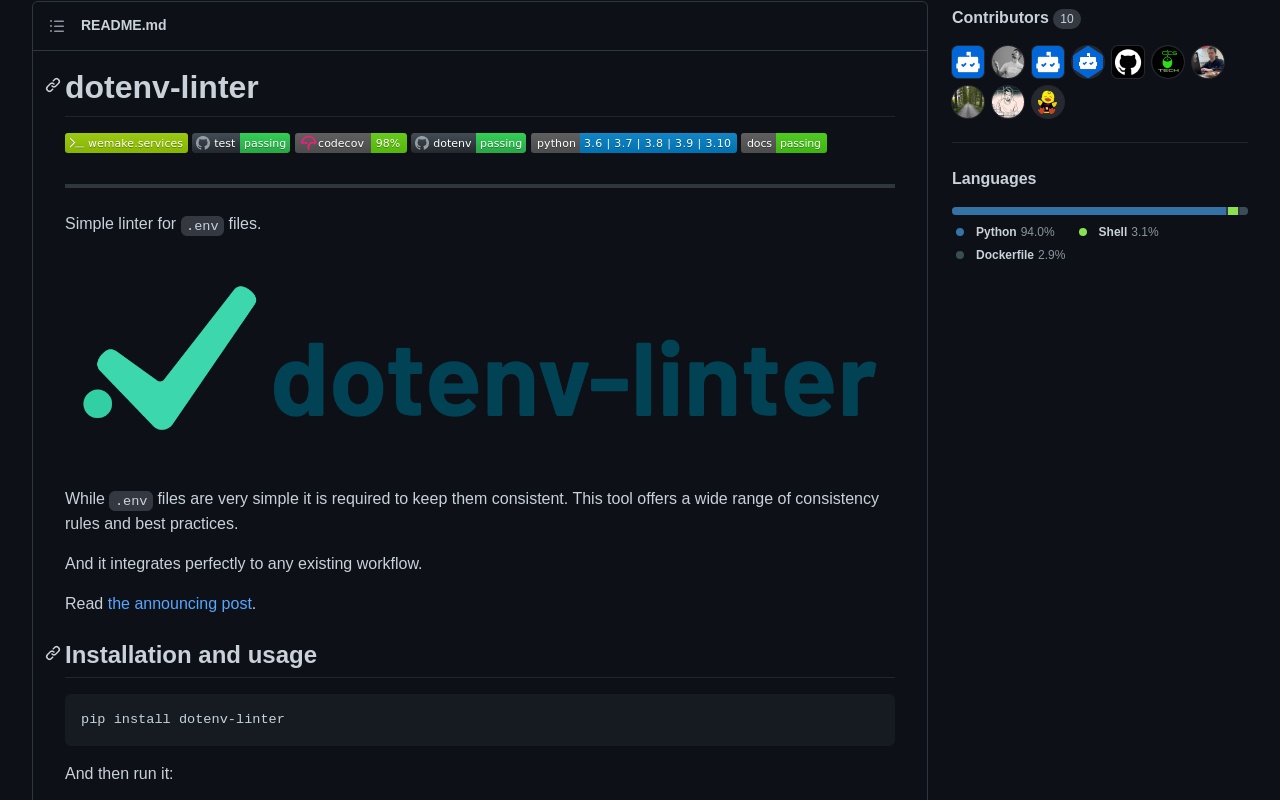 README.md
dotenv-linter
wemake.services test passing codecov 98% dotenv passing python 3.6 | 3.7 | 3.8 | 3.9 | 3.10 docs passing
Simple linter for .env files.
dotenv-linter
While .env files are very simple it is required to keep them consistent. This tool offers a wide range of consistency
rules and best practices.
And it integrates perfectly to any existing workflow.
Read the announcing post.
Installation and usage
pip install dotenv-linter
And then run it:
Contributors 10
TECH
Languages
Python 94.0% Shell 3.1%
Dockerfile 2.9%